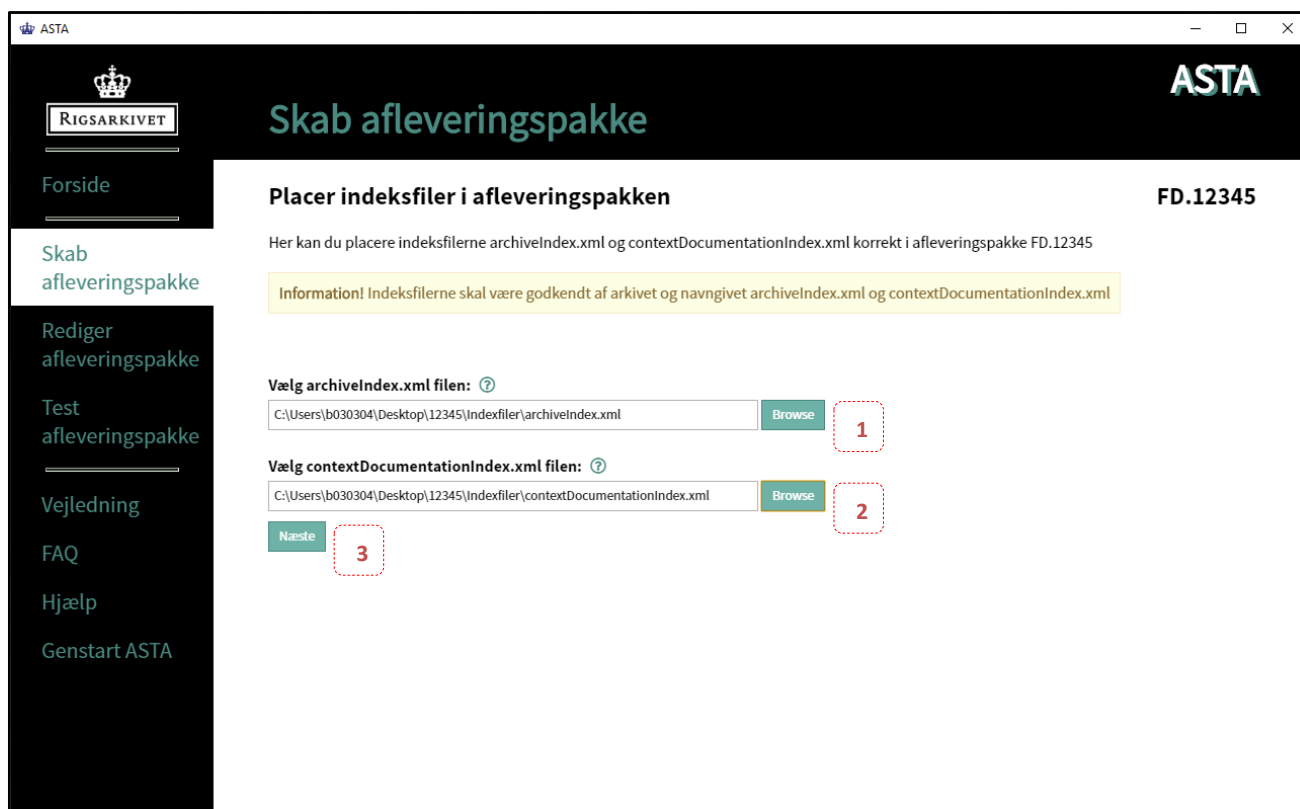 ASTA
RIGSARKIVET
Skab afleveringspakke
ASTA
Forside
Skab
afleveringspakke
Rediger
afleveringspakke
Test
afleveringspakke
Vejledning
FAQ
Hjælp
Genstart ASTA
Placer indeksfiler i afleveringspakken
FD.12345
Her kan du placere indeksfilerne archiveIndex.xml og contextDocumentationIndex.xml korrekt i afleveringspakke FD.12345
Information! Indeksfilerne skal være godkendt af arkivet og navngivet archiveIndex.xml og contextDocumentationIndex.xml
Vælg archiveIndex.xml filen: ?
C:\Users\b030304\Desktop\12345\Indexfiler\archiveIndex.xml Browse 1
Vælg contextDocumentationIndex.xml filen: ?
C:\Users\b030304\Desktop\12345\Indexfiler\contextDocumentationIndex.xml Browse 2
Næste 3